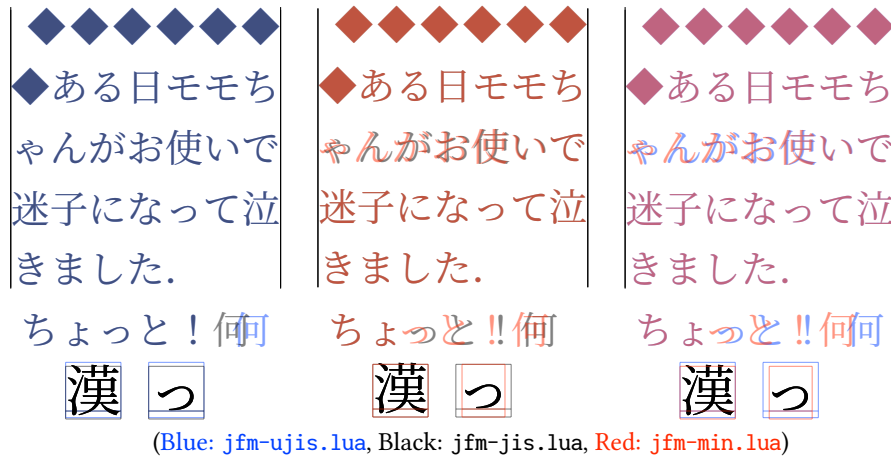 ◆◆◆◆◆◆
◆ある日モモち
ゃんがお使いで
迷子になって泣
きました.
ちょっと！何
漢 っ
◆◆◆◆◆◆
◆ある日モモち
ゃんがお使いで
迷子になって泣
きました.
ちょっと！何
漢 っ
◆◆◆◆◆◆
◆ある日モモち
ゃんがお使いで
迷子になって泣
きました.
ちょっと！何
漢 っ
(Blue: jfm-ujis.lua, Black: jfm-jis.lua, Red: jfm-min.lua)